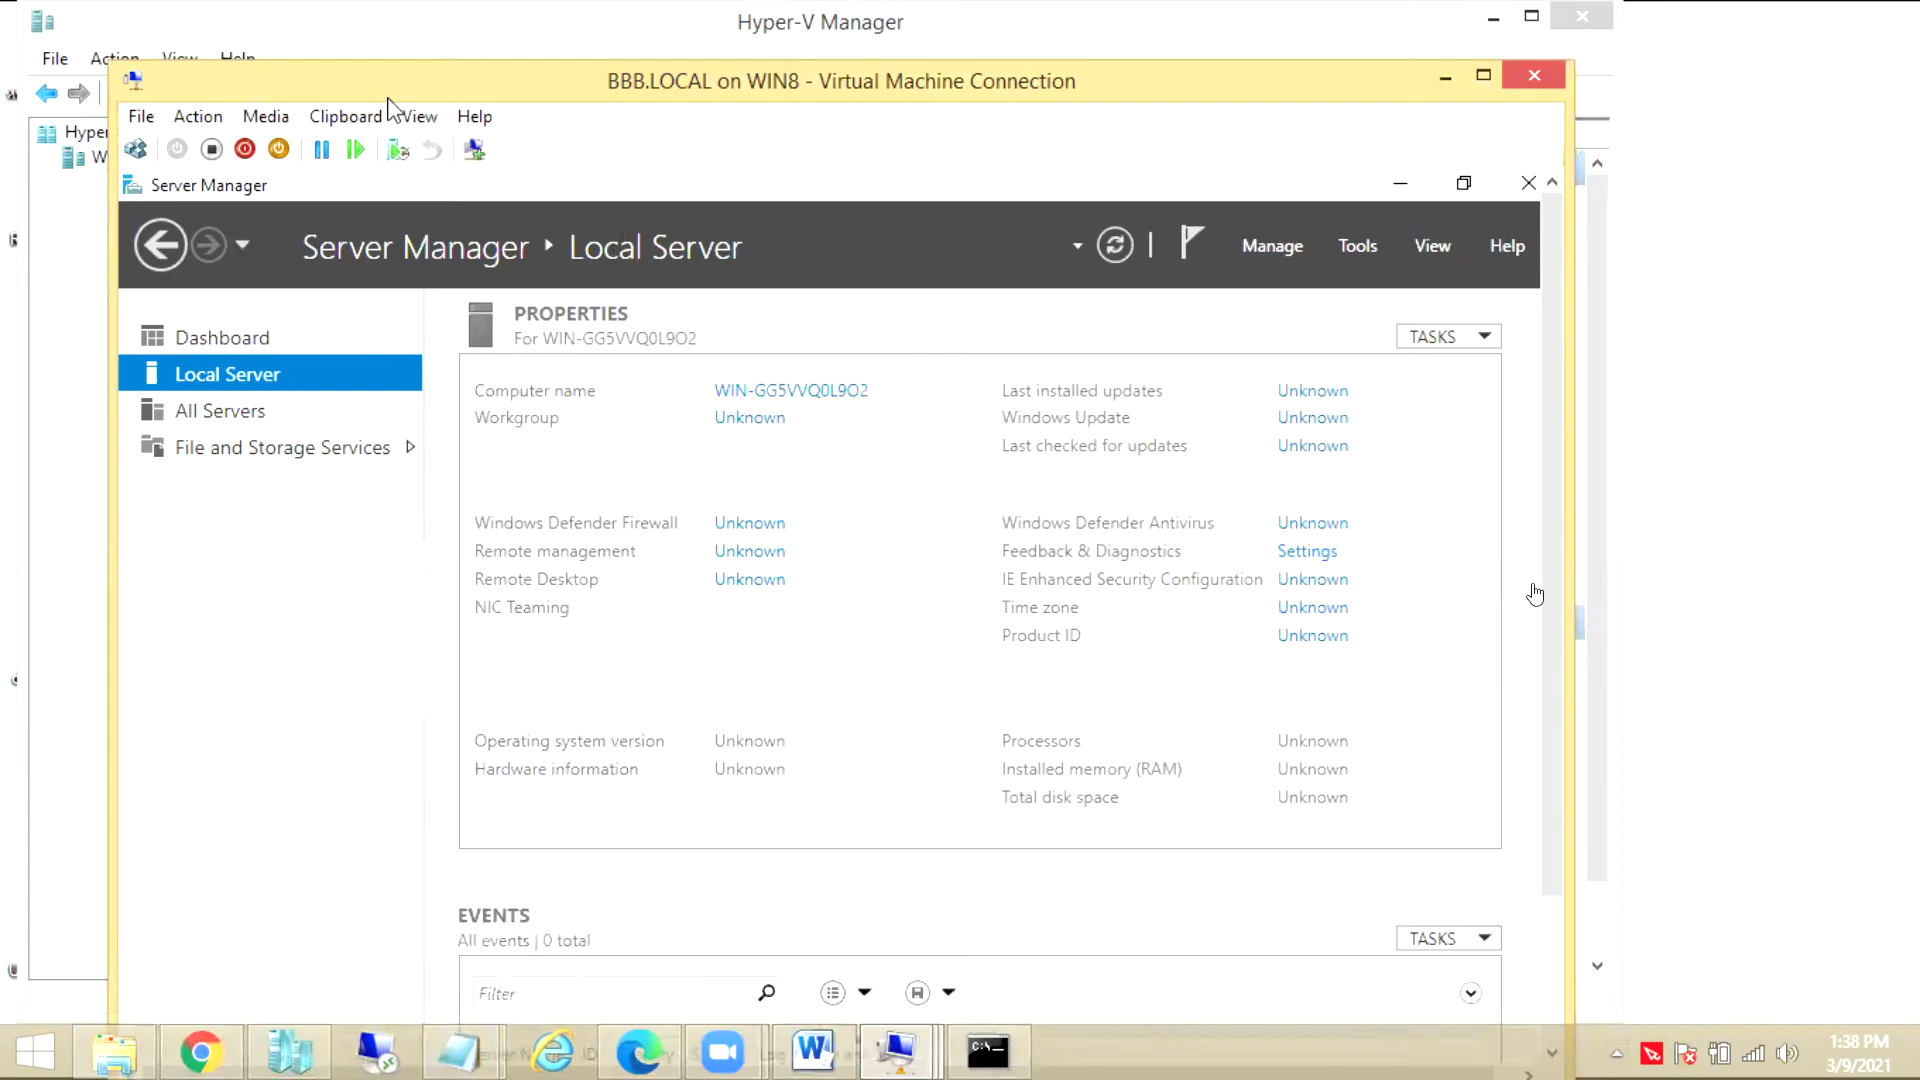 Hyper-V Manager
File Action View Help
BBB.LOCAL on WIN8 - Virtual Machine Connection
File Action Media Clipboard View Help
Hyper
W
Server Manager
Server Manager Local Server
Manage Tools View Help
Dashboard
Local Server
All Servers
File and Storage Services
PROPERTIES
For WIN-GG5VVQ0L9O2
TASKS
Computer name WIN-GG5VVQ0L9O2 Last installed updates Unknown
Workgroup Unknown Windows Update Unknown
Last checked for updates Unknown
Windows Defender Firewall Unknown Windows Defender Antivirus Unknown
Remote management Unknown Feedback & Diagnostics Settings
Remote Desktop Unknown IE Enhanced Security Configuration Unknown
NIC Teaming Time zone Unknown
Product ID Unknown
Operating system version Unknown Processors Unknown
Hardware information Unknown Installed memory (RAM) Unknown
Total disk space Unknown
EVENTS
All events | 0 total
TASKS
Filter
1:38 PM
3/9/2021